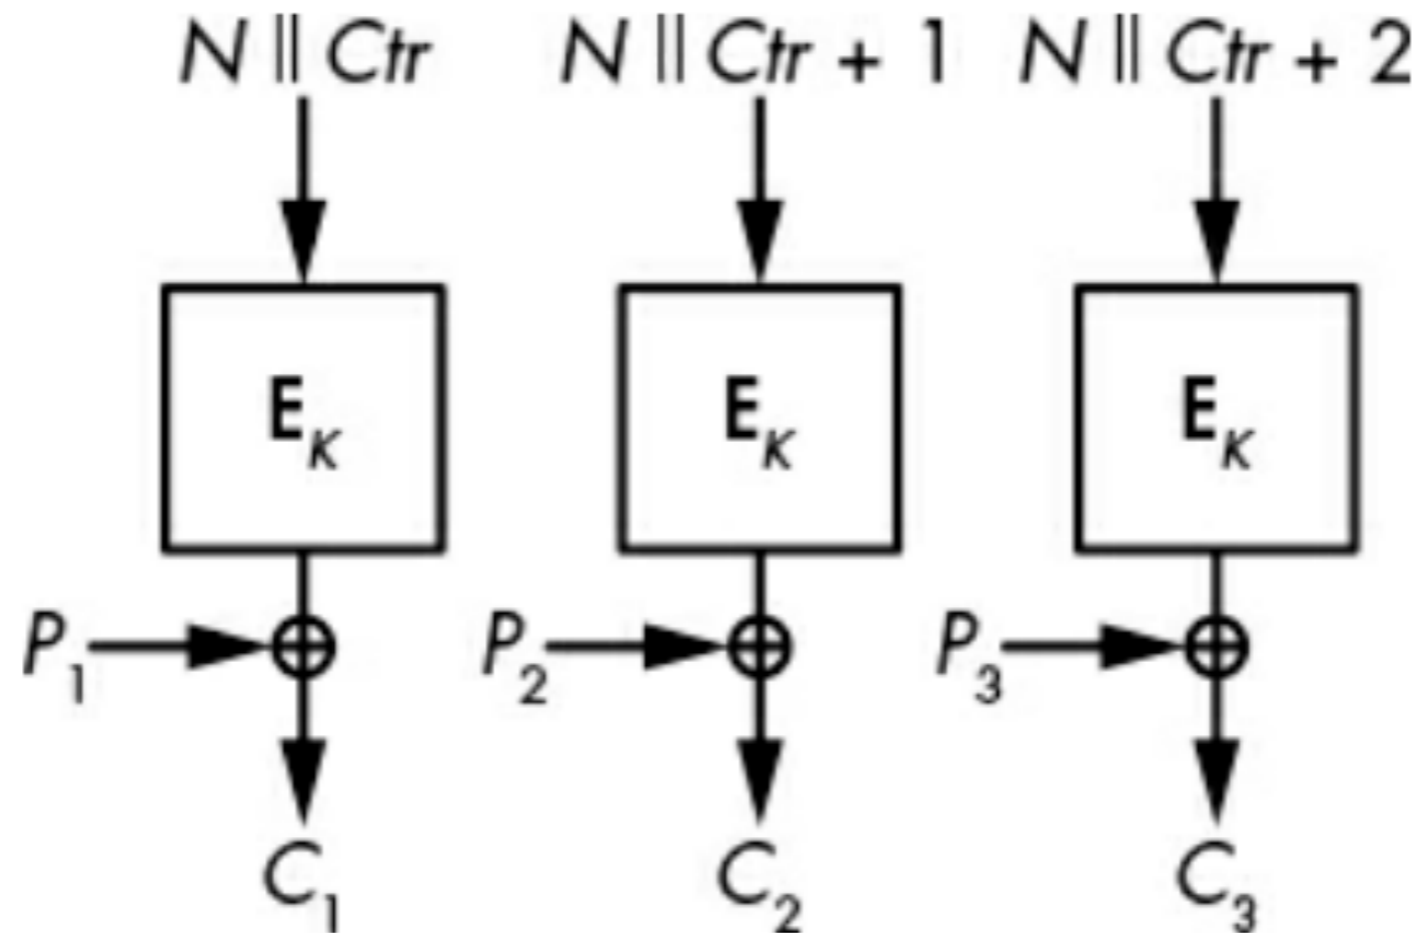 N || Ctr N || Ctr + 1 N || Ctr + 2
E_K E_K E_K
P_1 P_2 P_3
C_1 C_2 C_3